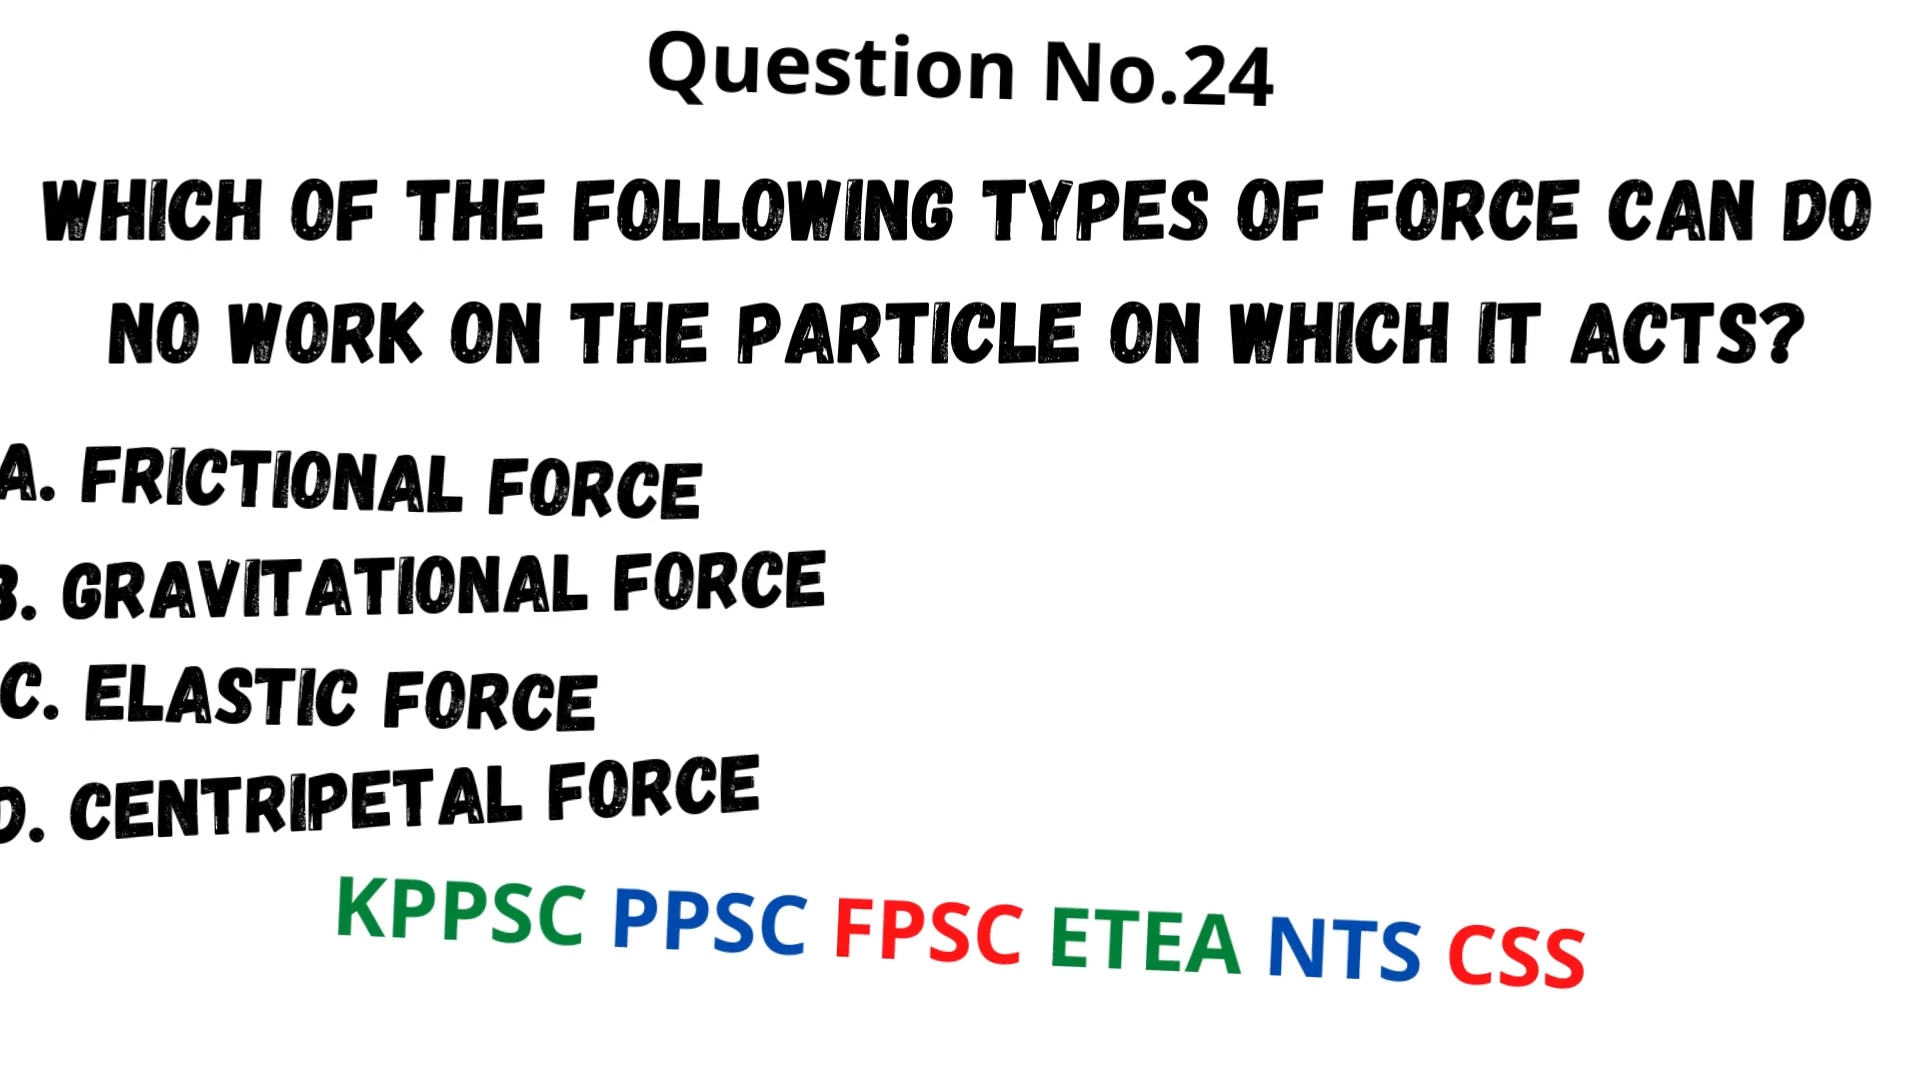 Question No.24
WHICH OF THE FOLLOWING TYPES OF FORCE CAN DO
NO WORK ON THE PARTICLE ON WHICH IT ACTS?
A. FRICTIONAL FORCE
B. GRAVITATIONAL FORCE
C. ELASTIC FORCE
D. CENTRIPETAL FORCE
KPPSC PPSC FPSC ETEA NTS CSS